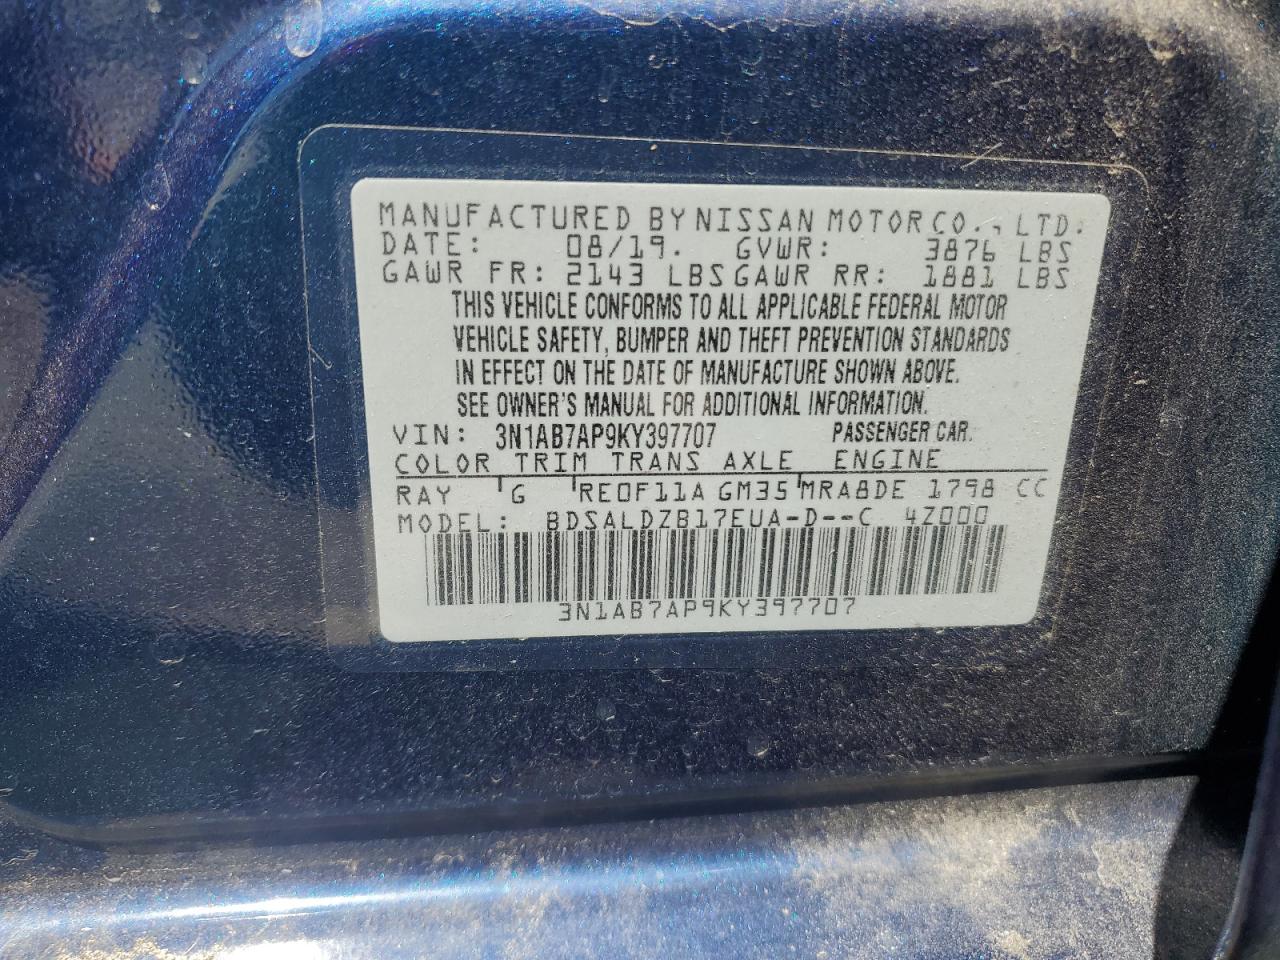 MANUFACTURED BY NISSAN MOTOR CO., LTD.
DATE: 08/19. GVWR: 3876 LBS
GAWR FR: 2143 LBS GAWR RR: 1881 LBS
THIS VEHICLE CONFORMS TO ALL APPLICABLE FEDERAL MOTOR
VEHICLE SAFETY, BUMPER AND THEFT PREVENTION STANDARDS
IN EFFECT ON THE DATE OF MANUFACTURE SHOWN ABOVE.
SEE OWNER'S MANUAL FOR ADDITIONAL INFORMATION.
VIN: 3N1AB7AP9KY397707 PASSENGER CAR.
COLOR TRIM TRANS AXLE ENGINE
RAY G RE0F11A GM35 MRA8DE 1798 CC
MODEL: BDSALDZB17EUA-D--C 4Z000
3N1AB7AP9KY397707